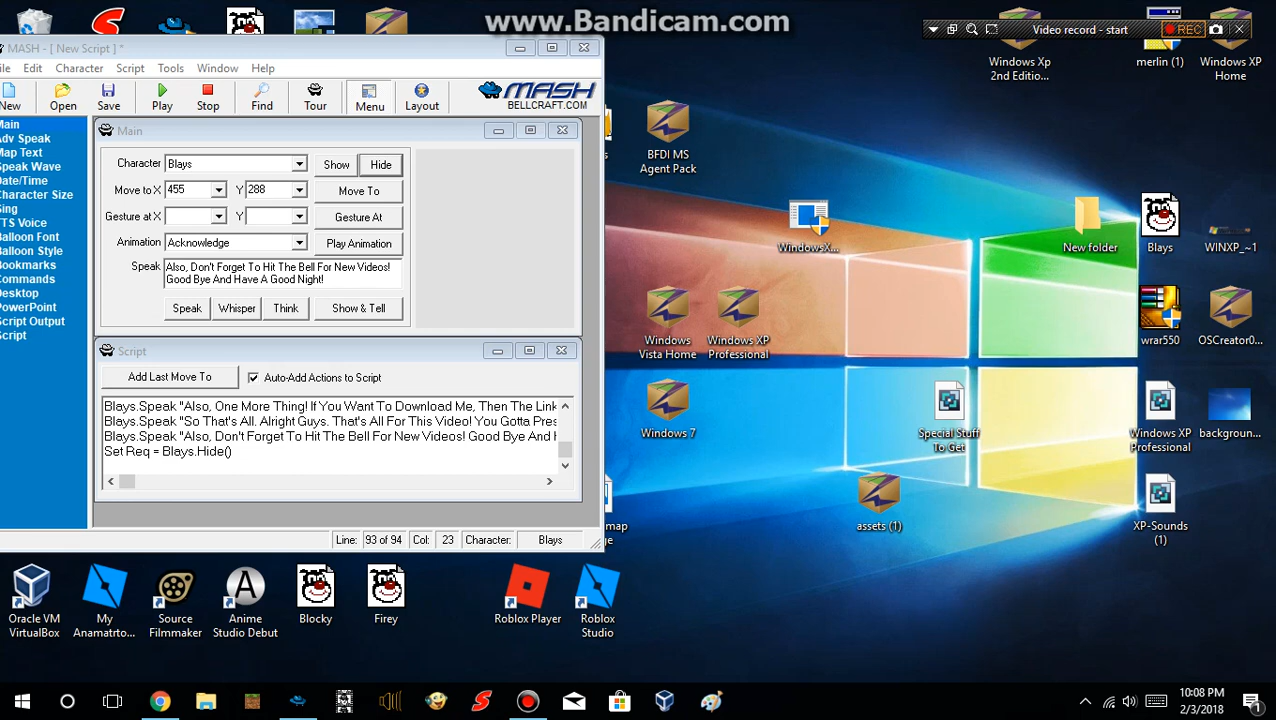 www.Bandicam.com
MASH - [ New Script ] *
Edit Character Script Tools Window Help
New Open Save Play Stop Find Tour Menu Layout
MASH
BELLCRAFT.COM
Main
Adv Speak
Map Text
Speak Wave
Date/Time
Character Size
Sing
TTS Voice
Balloon Font
Balloon Style
Bookmarks
Commands
Desktop
PowerPoint
Script Output
Script
Main
Character Blays Show Hide
Move to X 455 Y 288 Move To
Gesture at X Y Gesture At
Animation Acknowledge Play Animation
Speak Also, Don't Forget To Hit The Bell For New Videos!
Good Bye And Have A Good Night!
Speak Whisper Think Show & Tell
Script
Add Last Move To Auto-Add Actions to Script
Blays.Speak "Also, One More Thing! If You Want To Download Me, Then The Link
Blays.Speak "So That's All. Alright Guys. That's All For This Video! You Gotta Pres
Blays.Speak "Also, Don't Forget To Hit The Bell For New Videos! Good Bye And H
Set Req = Blays.Hide()
Line: 93 of 94 Col: 23 Character: Blays
Video record - start REC
Windows Xp
2nd Editio...
merlin (1)
Windows XP
Home
BFDI MS
Agent Pack
WindowsX...
New folder
Blays
WINXP_~1
Windows
Vista Home
Windows XP
Professional
wrar550
OSCreator0...
Windows 7
Special Stuff
To Get
Windows XP
Professional
backgroun...
assets (1)
XP-Sounds
(1)
Oracle VM
VirtualBox
My
Anamatrto...
Source
Filmmaker
Anime
Studio Debut
Blocky
Firey
Roblox Player
Roblox
Studio
10:08 PM
2/3/2018